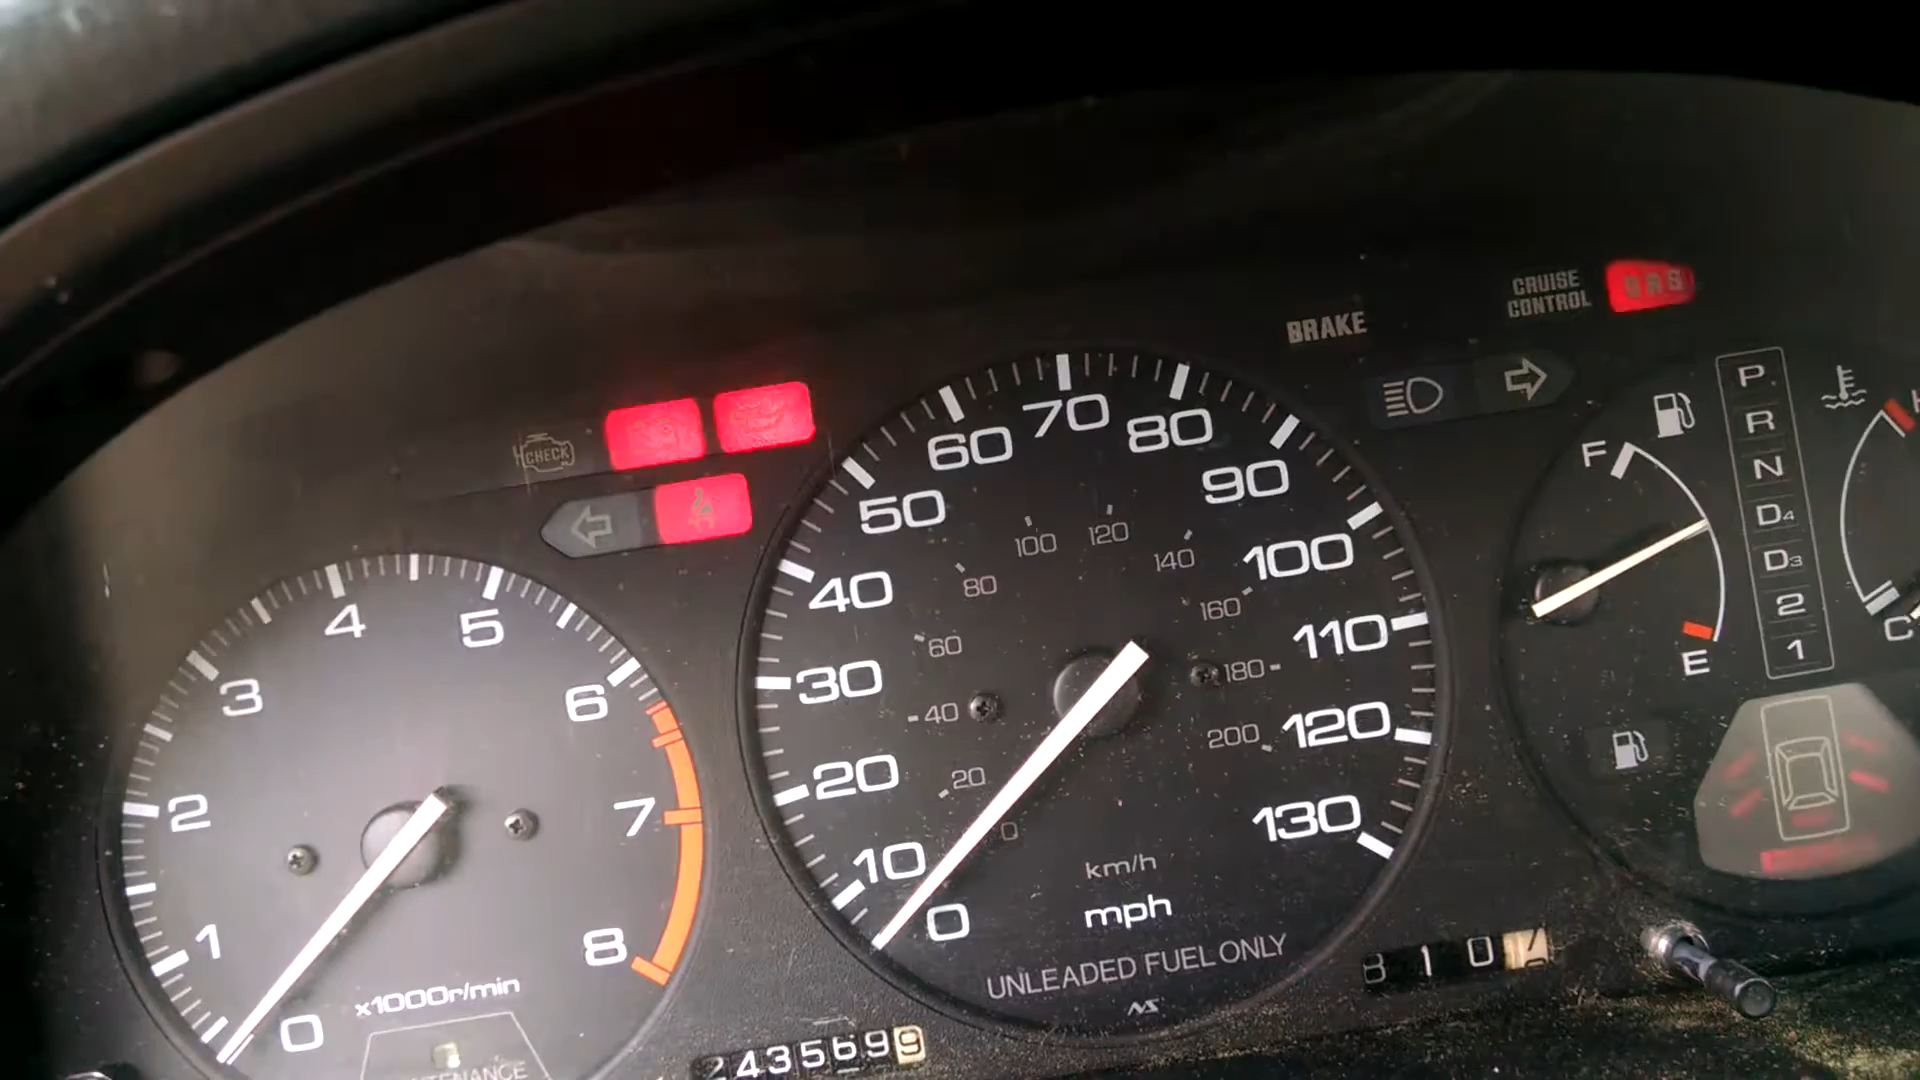 CRUISE
CONTROL
BRAKE
CHECK
P
R
N
D4
D3
2
1
F
E
C
0
1
2
3
4
5
6
7
8
x1000r/min
0
10
20
30
40
50
60
70
80
90
100
110
120
130
0
20
40
60
80
100
120
140
160
180
200
km/h
mph
UNLEADED FUEL ONLY
NS
2435699
810